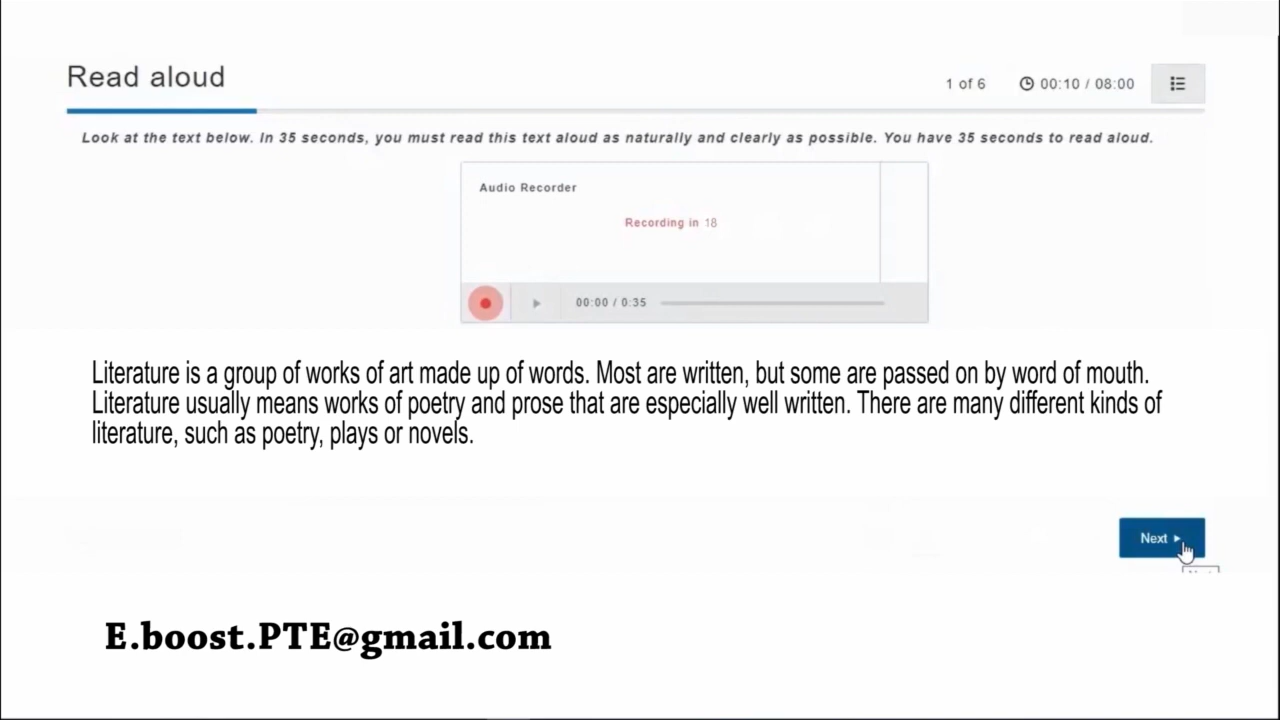 Read aloud
1 of 6
00:10 / 08:00
Look at the text below. In 35 seconds, you must read this text aloud as naturally and clearly as possible. You have 35 seconds to read aloud.
Audio Recorder
Recording in 18
00:00 / 0:35
Literature is a group of works of art made up of words. Most are written, but some are passed on by word of mouth.
Literature usually means works of poetry and prose that are especially well written. There are many different kinds of
literature, such as poetry, plays or novels.
Next
E.boost.PTE@gmail.com